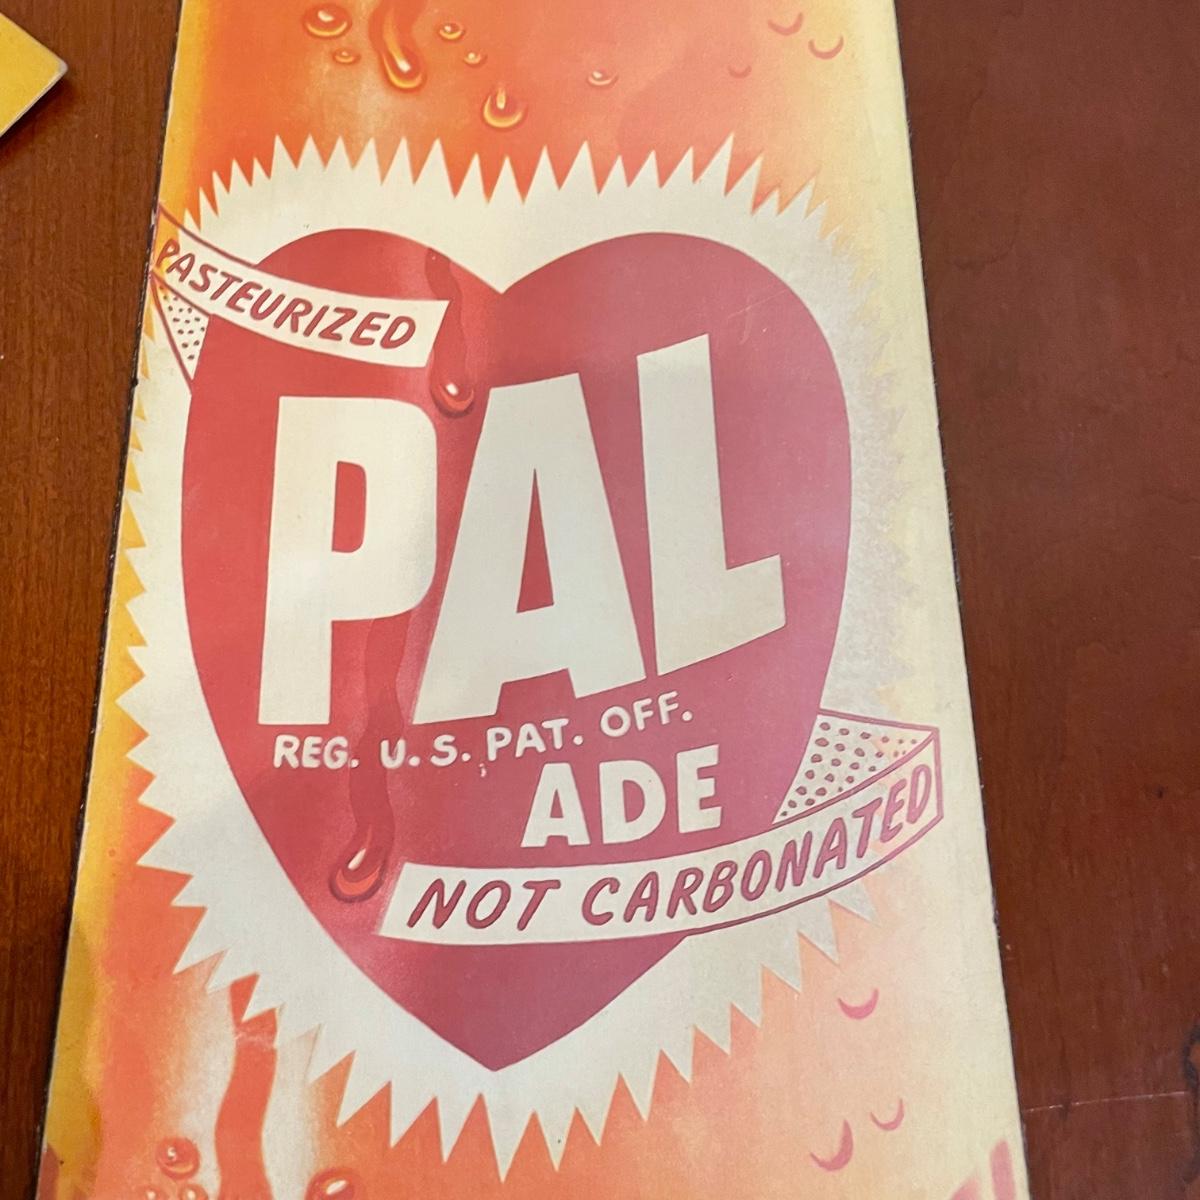 PASTEURIZED
PAL
REG. U.S. PAT. OFF.
ADE
NOT CARBONATED